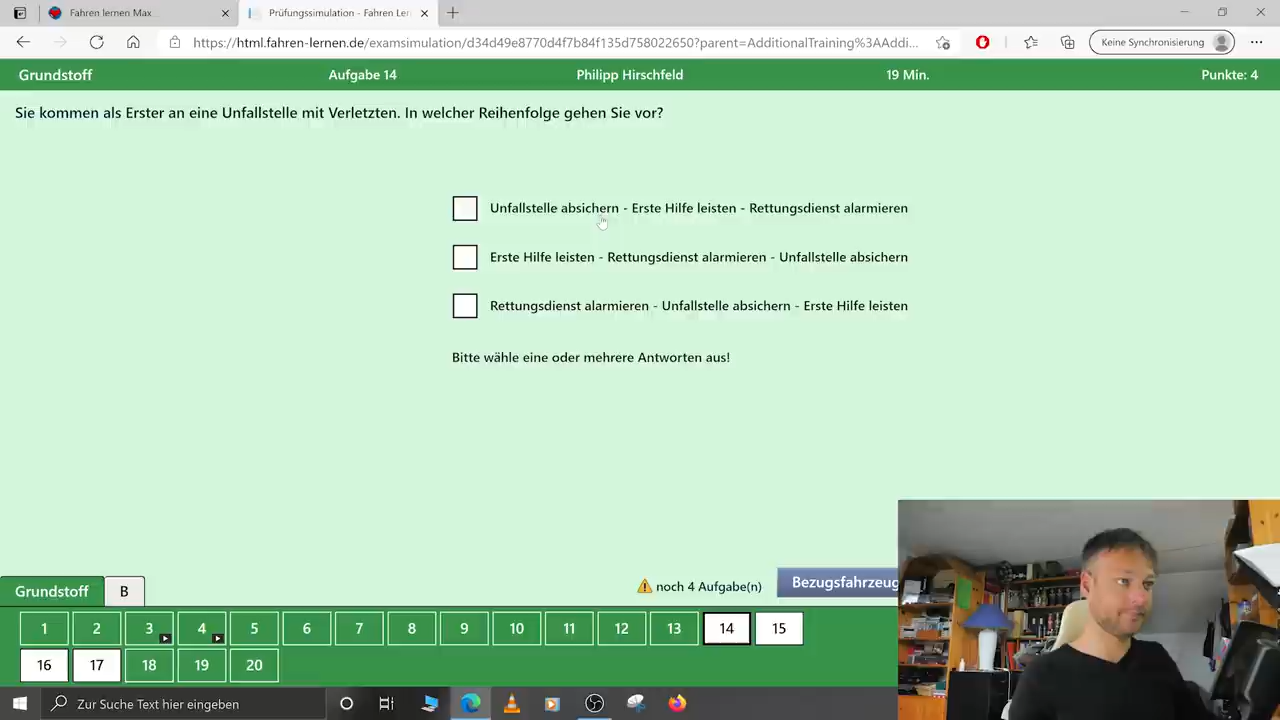 Fahren lernen Max...
Prüfungssimulation - Fahren Ler
https://html.fahren-lernen.de/examsimulation/d34d49e8770d4f7b84f135d758022650?parent=AdditionalTraining%3AAddi...
Keine Synchronisierung
Grundstoff
Aufgabe 14
Philipp Hirschfeld
19 Min.
Punkte: 4
Sie kommen als Erster an eine Unfallstelle mit Verletzten. In welcher Reihenfolge gehen Sie vor?
Unfallstelle absichern - Erste Hilfe leisten - Rettungsdienst alarmieren
Erste Hilfe leisten - Rettungsdienst alarmieren - Unfallstelle absichern
Rettungsdienst alarmieren - Unfallstelle absichern - Erste Hilfe leisten
Bitte wähle eine oder mehrere Antworten aus!
Grundstoff
B
noch 4 Aufgabe(n)
Bezugsfahrzeug
1 2 3 4 5 6 7 8 9 10 11 12 13 14 15
16 17 18 19 20
Zur Suche Text hier eingeben